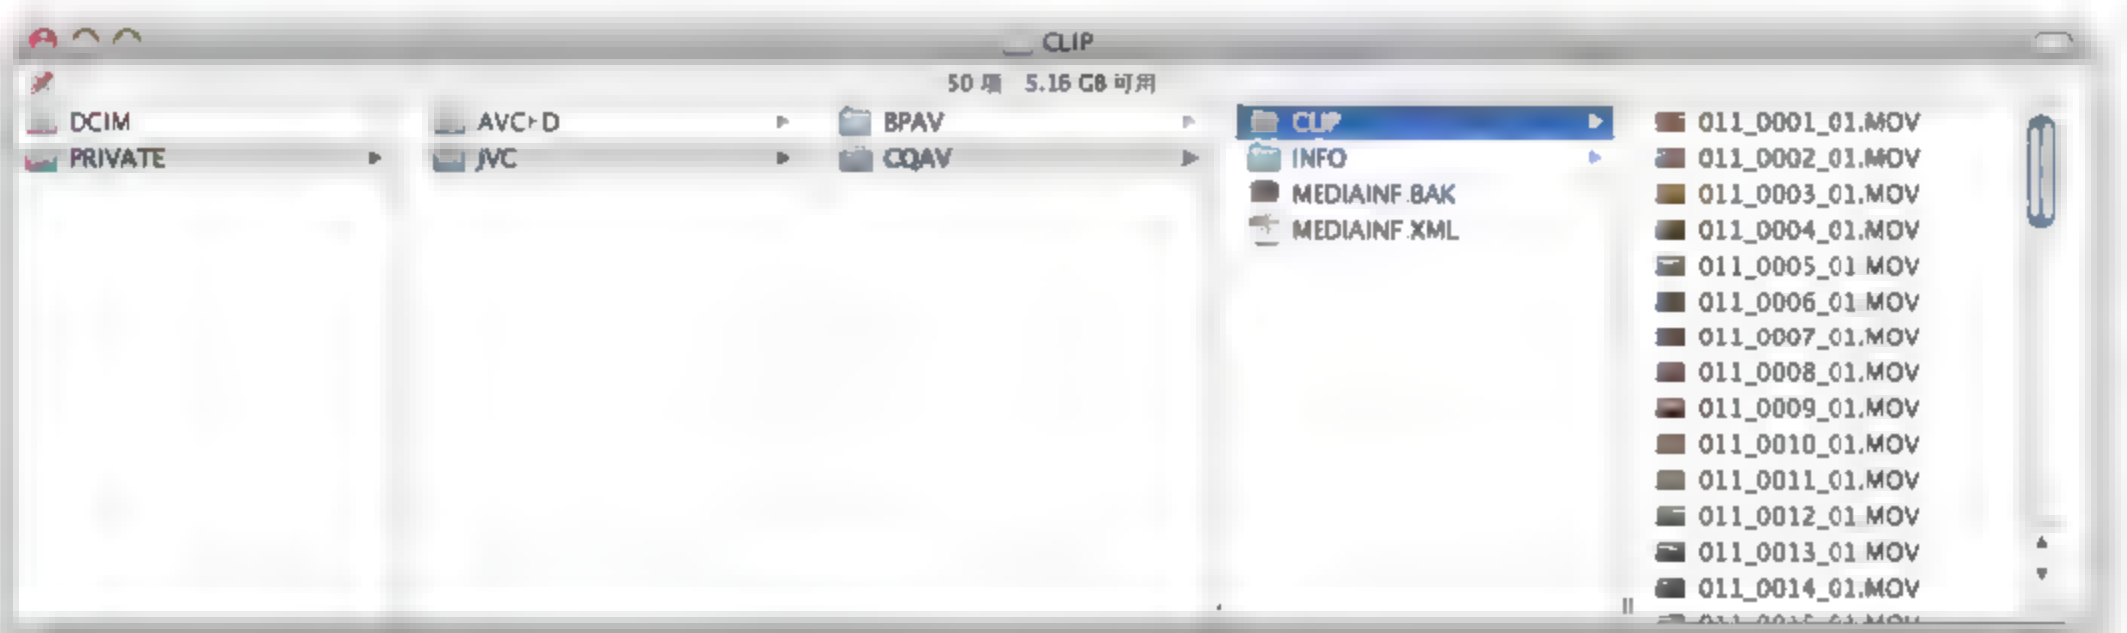 CLIP
50 项 5.16 GB 可用
DCIM
PRIVATE
AVCHD
JVC
BPAV
CQAV
CLIP
INFO
MEDIAINF.BAK
MEDIAINF.XML
011_0001_01.MOV
011_0002_01.MOV
011_0003_01.MOV
011_0004_01.MOV
011_0005_01.MOV
011_0006_01.MOV
011_0007_01.MOV
011_0008_01.MOV
011_0009_01.MOV
011_0010_01.MOV
011_0011_01.MOV
011_0012_01.MOV
011_0013_01.MOV
011_0014_01.MOV